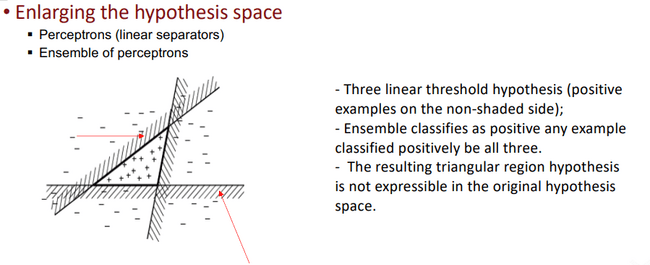 • Enlarging the hypothesis space
▪ Perceptrons (linear separators)
▪ Ensemble of perceptrons
- Three linear threshold hypothesis (positive
examples on the non-shaded side);
- Ensemble classifies as positive any example
classified positively be all three.
- The resulting triangular region hypothesis
is not expressible in the original hypothesis
space.